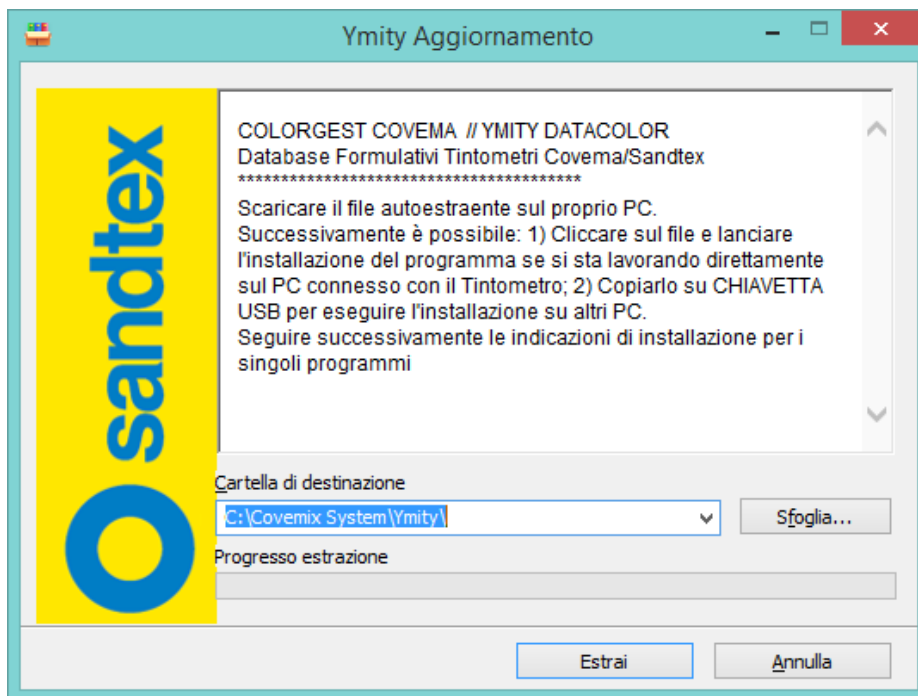 Ymity Aggiornamento
sandtex
COLORGEST COVEMA // YMITY DATACOLOR
Database Formulativi Tintometri Covema/Sandtex
****************************************
Scaricare il file autoestraente sul proprio PC.
Successivamente è possibile: 1) Cliccare sul file e lanciare
l'installazione del programma se si sta lavorando direttamente
sul PC connesso con il Tintometro; 2) Copiarlo su CHIAVETTA
USB per eseguire l'installazione su altri PC.
Seguire successivamente le indicazioni di installazione per i
singoli programmi
Cartella di destinazione
C:\Covemix System\Ymity\
Sfoglia...
Progresso estrazione
Estrai
Annulla